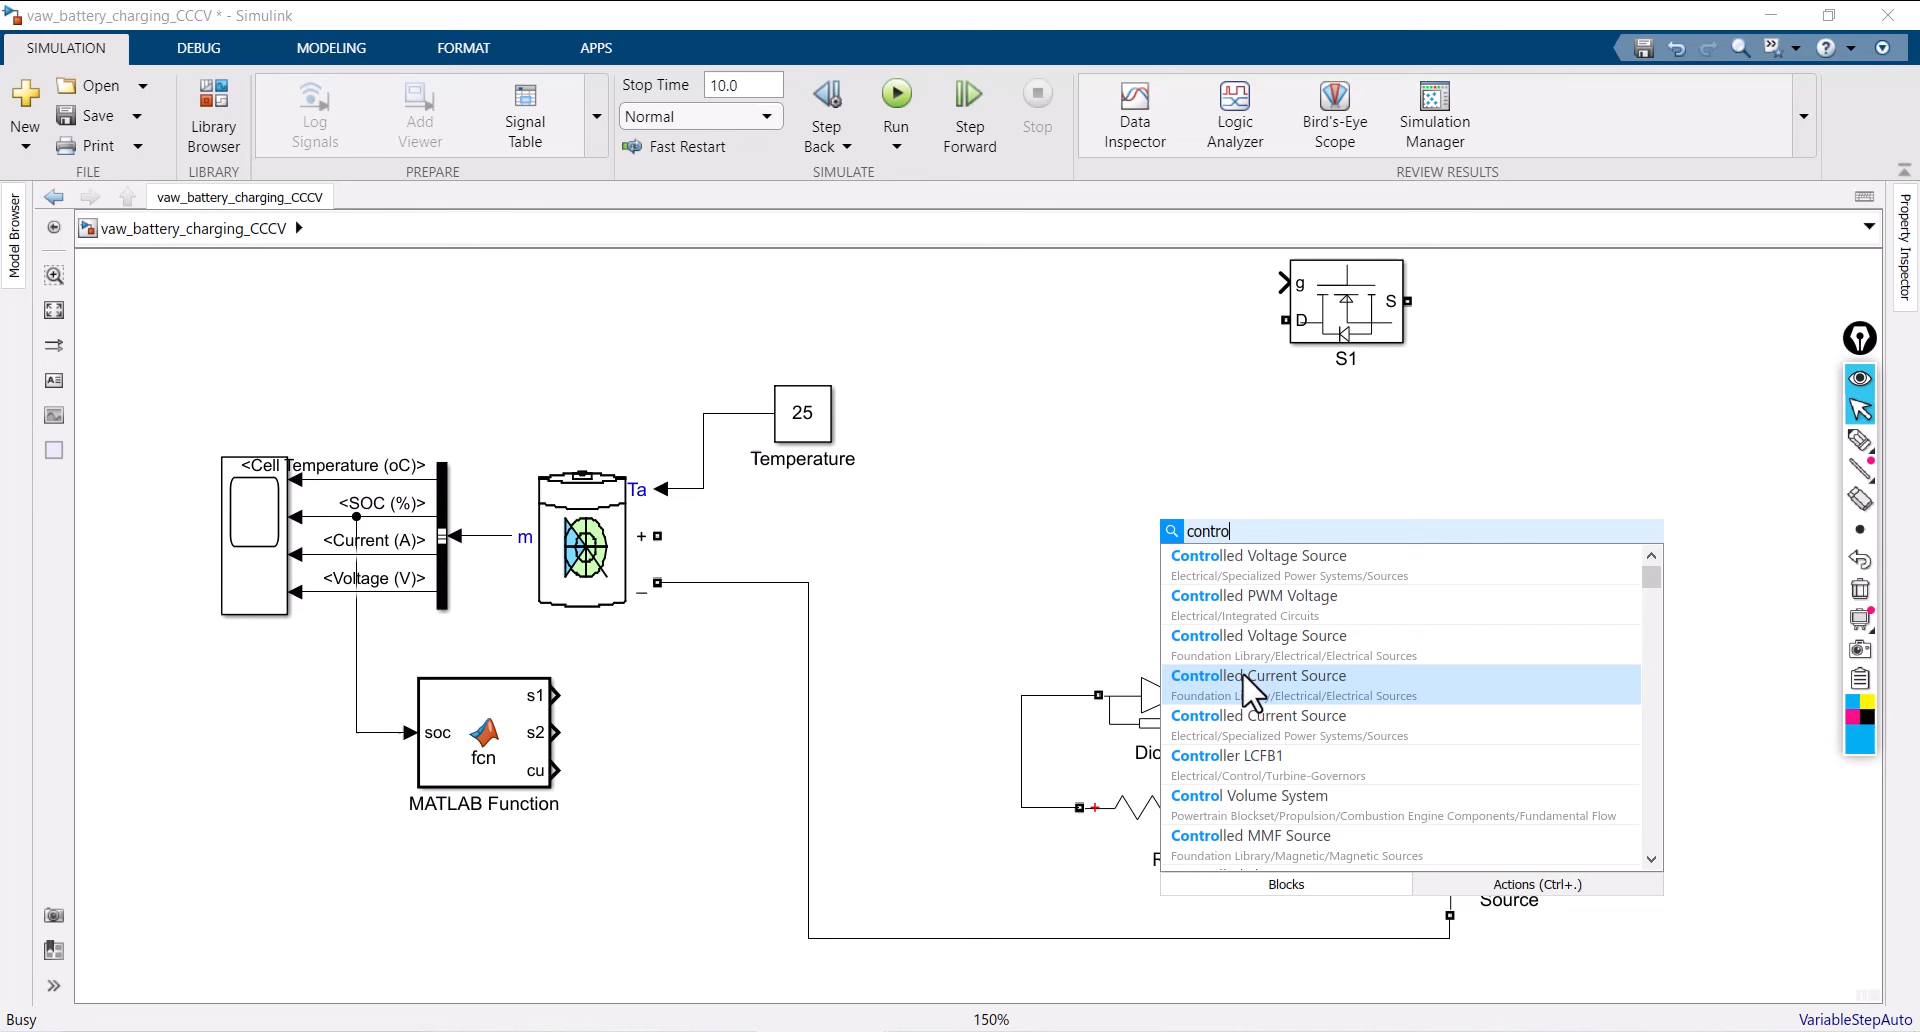 vaw_battery_charging_CCCV * - Simulink
SIMULATION
DEBUG
MODELING
FORMAT
APPS
New
Open
Save
Print
FILE
Library
Browser
LIBRARY
Log
Signals
Add
Viewer
Signal
Table
PREPARE
Stop Time
10.0
Normal
Fast Restart
Step
Back
Run
Step
Forward
Stop
SIMULATE
Data
Inspector
Logic
Analyzer
Bird's-Eye
Scope
Simulation
Manager
REVIEW RESULTS
Model Browser
Property Inspector
vaw_battery_charging_CCCV
vaw_battery_charging_CCCV
g
D
S
S1
25
Temperature
<Cell Temperature (oC)>
<SOC (%)>
<Current (A)>
<Voltage (V)>
m
Ta
+
_
soc
fcn
s1
s2
cu
MATLAB Function
Dio
+
R
Source
contro
Controlled Voltage Source
Electrical/Specialized Power Systems/Sources
Controlled PWM Voltage
Electrical/Integrated Circuits
Controlled Voltage Source
Foundation Library/Electrical/Electrical Sources
Controlled Current Source
Foundation Li y/Electrical/Electrical Sources
Controlled Current Source
Electrical/Specialized Power Systems/Sources
Controller LCFB1
Electrical/Control/Turbine-Governors
Control Volume System
Powertrain Blockset/Propulsion/Combustion Engine Components/Fundamental Flow
Controlled MMF Source
Foundation Library/Magnetic/Magnetic Sources
Blocks
Actions (Ctrl+.)
Busy
150%
VariableStepAuto